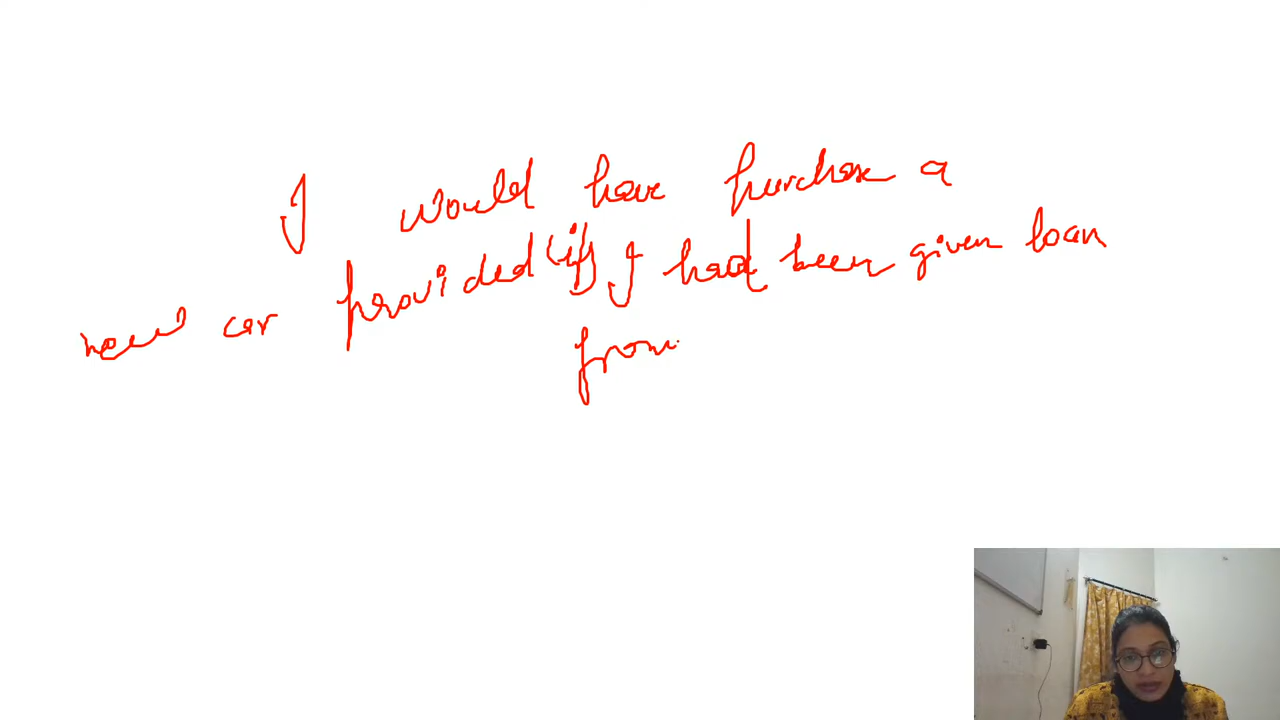 I would have purchase a
new car provided (if) I had been given loan
from